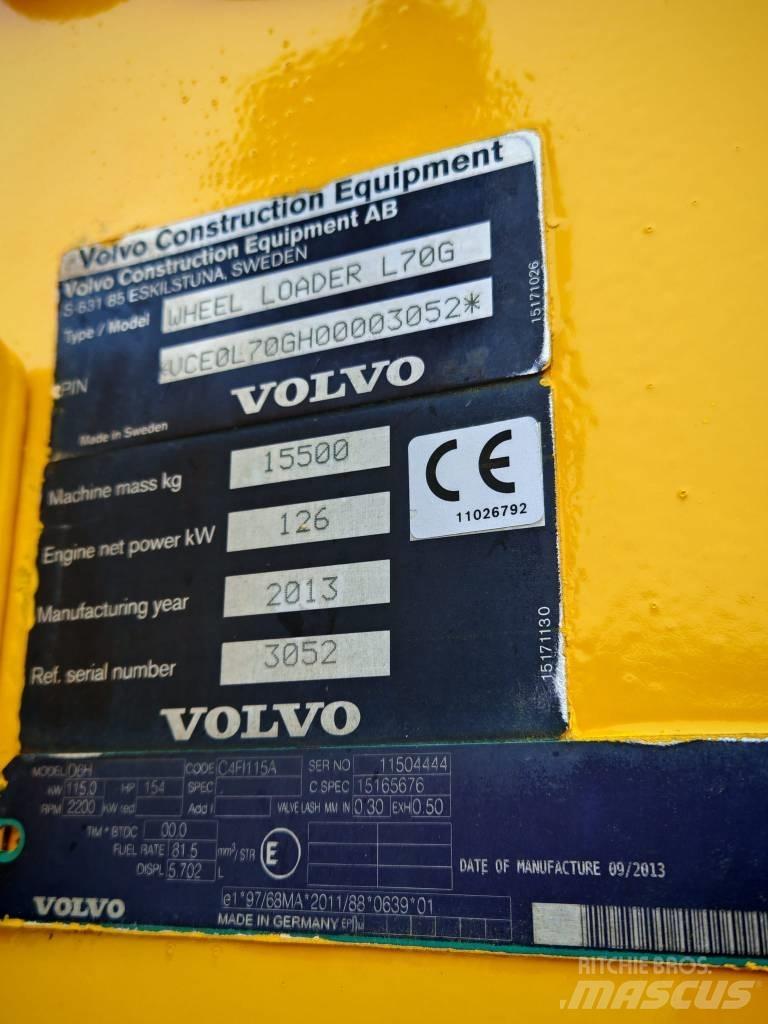 Volvo Construction Equipment
Volvo Construction Equipment AB
S-631 85 ESKILSTUNA, SWEDEN
Type / Model WHEEL LOADER L70G
PIN *VCE0L70GH00003052*
VOLVO
Made in Sweden
15171026
Machine mass kg 15500
CE
11026792
Engine net power kW 126
Manufacturing year 2013
Ref. serial number 3052
VOLVO
15171130
MODEL D6H CODE C4FI115A SER NO 11504444
kW 115.0 HP 154 SPEC C SPEC 15165676
RPM 2200 KW red Add I VALVE LASH MM IN 0.30 EXH 0.50
TIM ° BTDC 00.0
FUEL RATE 81.5 mm³/STR E
DISPL 5.702 L
DATE OF MANUFACTURE 09/2013
VOLVO
e1*97/68MA*2011/88*0639*01
MADE IN GERMANY
RITCHIE BROS.
MASCUS